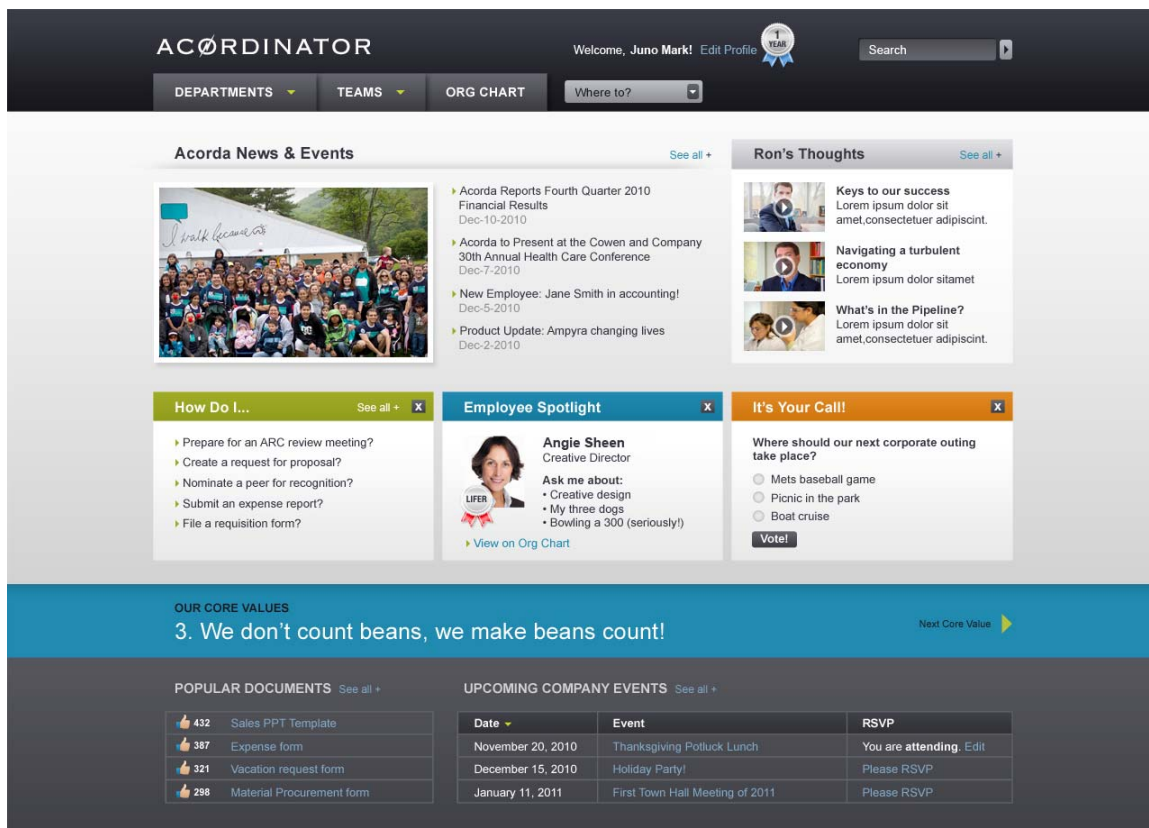 ACØRDINATOR
Welcome, Juno Mark! Edit Profile
1
YEAR
Search
DEPARTMENTS
TEAMS
ORG CHART
Where to?
Acorda News & Events
See all +
I walk because
Acorda Reports Fourth Quarter 2010
Financial Results
Dec-10-2010
Acorda to Present at the Cowen and Company
30th Annual Health Care Conference
Dec-7-2010
New Employee: Jane Smith in accounting!
Dec-5-2010
Product Update: Ampyra changing lives
Dec-2-2010
Ron's Thoughts
See all +
Keys to our success
Lorem ipsum dolor sit
amet,consectetuer adipiscint.
Navigating a turbulent
economy
Lorem ipsum dolor sitamet
What's in the Pipeline?
Lorem ipsum dolor sit
amet,consectetuer adipiscint.
How Do I...
See all +
X
Prepare for an ARC review meeting?
Create a request for proposal?
Nominate a peer for recognition?
Submit an expense report?
File a requisition form?
Employee Spotlight
X
LIFER
Angie Sheen
Creative Director
Ask me about:
• Creative design
• My three dogs
• Bowling a 300 (seriously!)
View on Org Chart
It's Your Call!
X
Where should our next corporate outing
take place?
Mets baseball game
Picnic in the park
Boat cruise
Vote!
OUR CORE VALUES
3. We don't count beans, we make beans count!
Next Core Value
POPULAR DOCUMENTS See all +
432 Sales PPT Template
387 Expense form
321 Vacation request form
298 Material Procurement form
UPCOMING COMPANY EVENTS See all +
Date Event RSVP
November 20, 2010 Thanksgiving Potluck Lunch You are attending. Edit
December 15, 2010 Holiday Party! Please RSVP
January 11, 2011 First Town Hall Meeting of 2011 Please RSVP